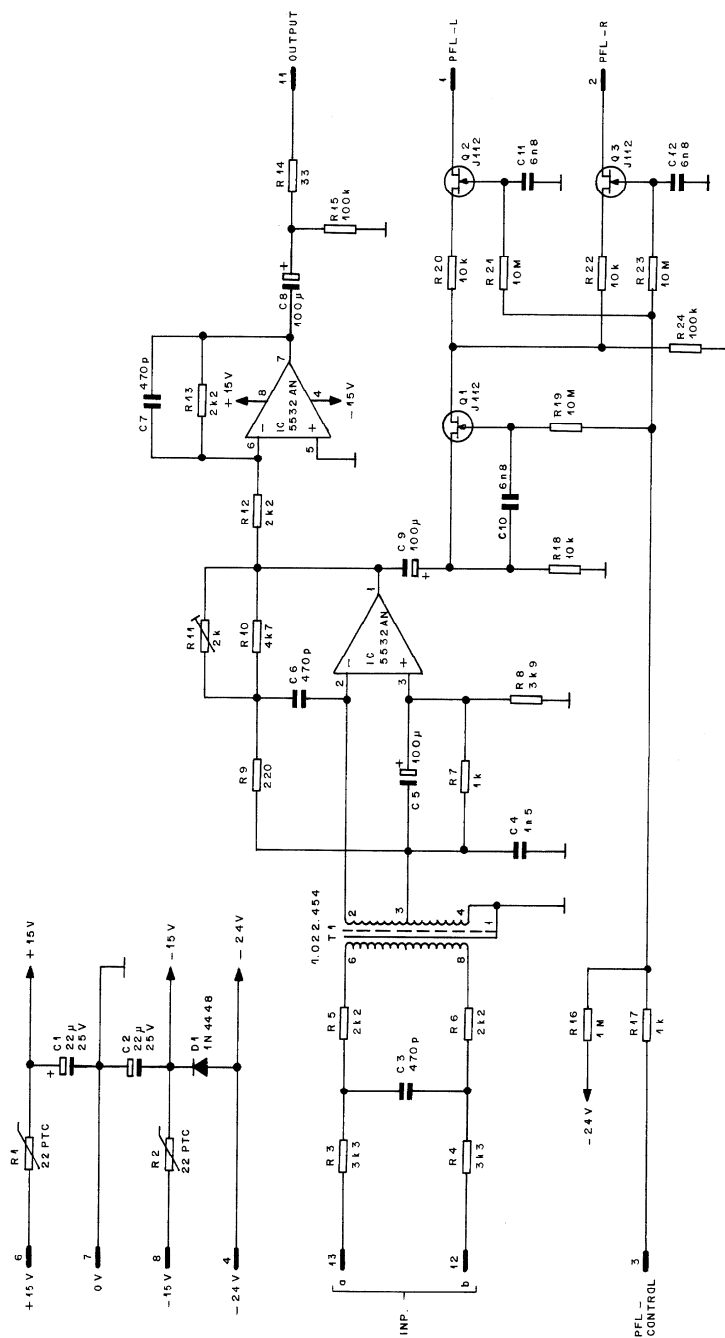 +15V
6
R1
22 PTC
+15V
C1
22µ
25V
+
0V
7
C2
22µ
25V
-15V
8
R2
22 PTC
-15V
D1
1N4448
-24V
4
-24V
INP.
a
13
R3
3k3
R5
2k2
C3
470p
b
12
R4
3k3
R6
2k2
1.022.454
T1
6
8
2
3
4
1
R9
220
R11
2k
R10
4k7
C6
470p
C5
100µ
+
R7
1k
C4
1n5
R8
3k9
2
-
3
+
IC
5532AN
1
R12
2k2
C7
470p
R13
2k2
+15V
8
6
-
5
+
IC
5532AN
4
-15V
7
C8
100µ
+
R15
100k
R14
33
11
OUTPUT
C9
100µ
+
R18
10k
C10
6n8
Q1
J112
R19
10M
R20
10k
R21
10M
Q2
J112
C11
6n8
1
PFL-L
R22
10k
R23
10M
Q3
J112
C12
6n8
2
PFL-R
R24
100k
PFL-
CONTROL
3
-24V
R16
1M
R17
1k